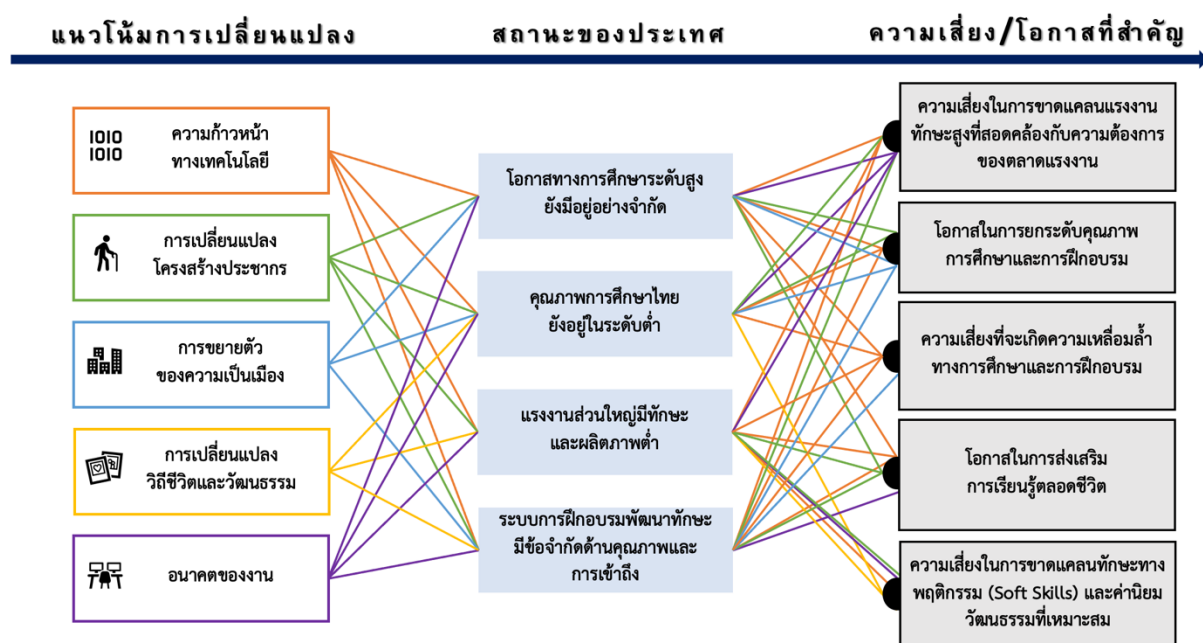 แนวโน้มการเปลี่ยนแปลง
สถานะของประเทศ
ความเสี่ยง/โอกาสที่สำคัญ
1010
1010
ความก้าวหน้า
ทางเทคโนโลยี
การเปลี่ยนแปลง
โครงสร้างประชากร
การขยายตัว
ของความเป็นเมือง
การเปลี่ยนแปลง
วิถีชีวิตและวัฒนธรรม
อนาคตของงาน
โอกาสทางการศึกษาระดับสูง
ยังมีอยู่อย่างจำกัด
คุณภาพการศึกษาไทย
ยังอยู่ในระดับต่ำ
แรงงานส่วนใหญ่มีทักษะ
และผลิตภาพต่ำ
ระบบการฝึกอบรมพัฒนาทักษะ
มีข้อจำกัดด้านคุณภาพและ
การเข้าถึง
ความเสี่ยงในการขาดแคลนแรงงาน
ทักษะสูงที่สอดคล้องกับความต้องการ
ของตลาดแรงงาน
โอกาสในการยกระดับคุณภาพ
การศึกษาและการฝึกอบรม
ความเสี่ยงที่จะเกิดความเหลื่อมล้ำ
ทางการศึกษาและการฝึกอบรม
โอกาสในการส่งเสริม
การเรียนรู้ตลอดชีวิต
ความเสี่ยงในการขาดแคลนทักษะทาง
พฤติกรรม (Soft Skills) และค่านิยม
วัฒนธรรมที่เหมาะสม